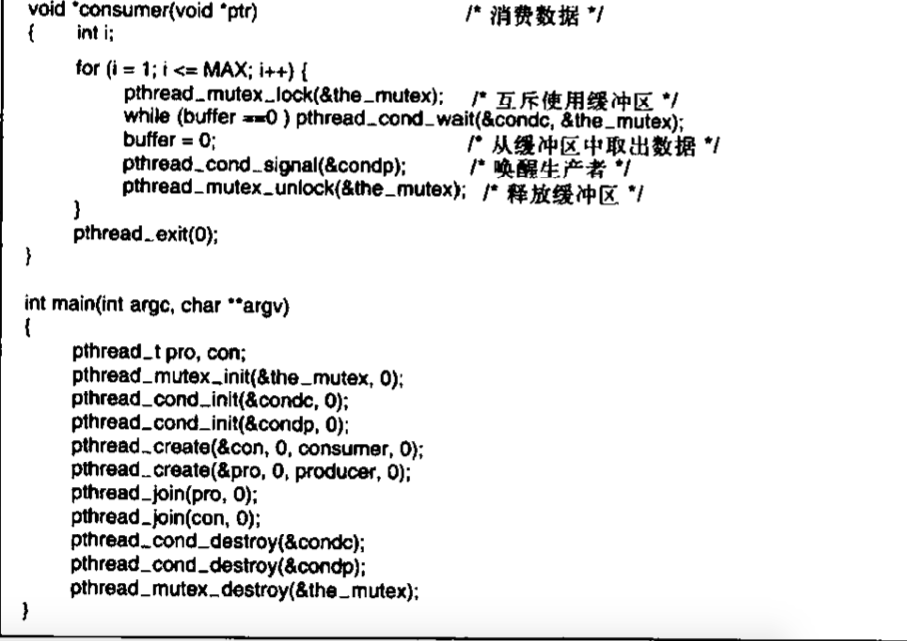 void *consumer(void *ptr) /* 消费数据 */
{ int i;
for (i = 1; i <= MAX; i++) {
pthread_mutex_lock(&the_mutex); /* 互斥使用缓冲区 */
while (buffer ==0 ) pthread_cond_wait(&condc, &the_mutex);
buffer = 0; /* 从缓冲区中取出数据 */
pthread_cond_signal(&condp); /* 唤醒生产者 */
pthread_mutex_unlock(&the_mutex); /* 释放缓冲区 */
}
pthread_exit(0);
}
int main(int argc, char **argv)
{
pthread_t pro, con;
pthread_mutex_init(&the_mutex, 0);
pthread_cond_init(&condc, 0);
pthread_cond_init(&condp, 0);
pthread_create(&con, 0, consumer, 0);
pthread_create(&pro, 0, producer, 0);
pthread_join(pro, 0);
pthread_join(con, 0);
pthread_cond_destroy(&condc);
pthread_cond_destroy(&condp);
pthread_mutex_destroy(&the_mutex);
}